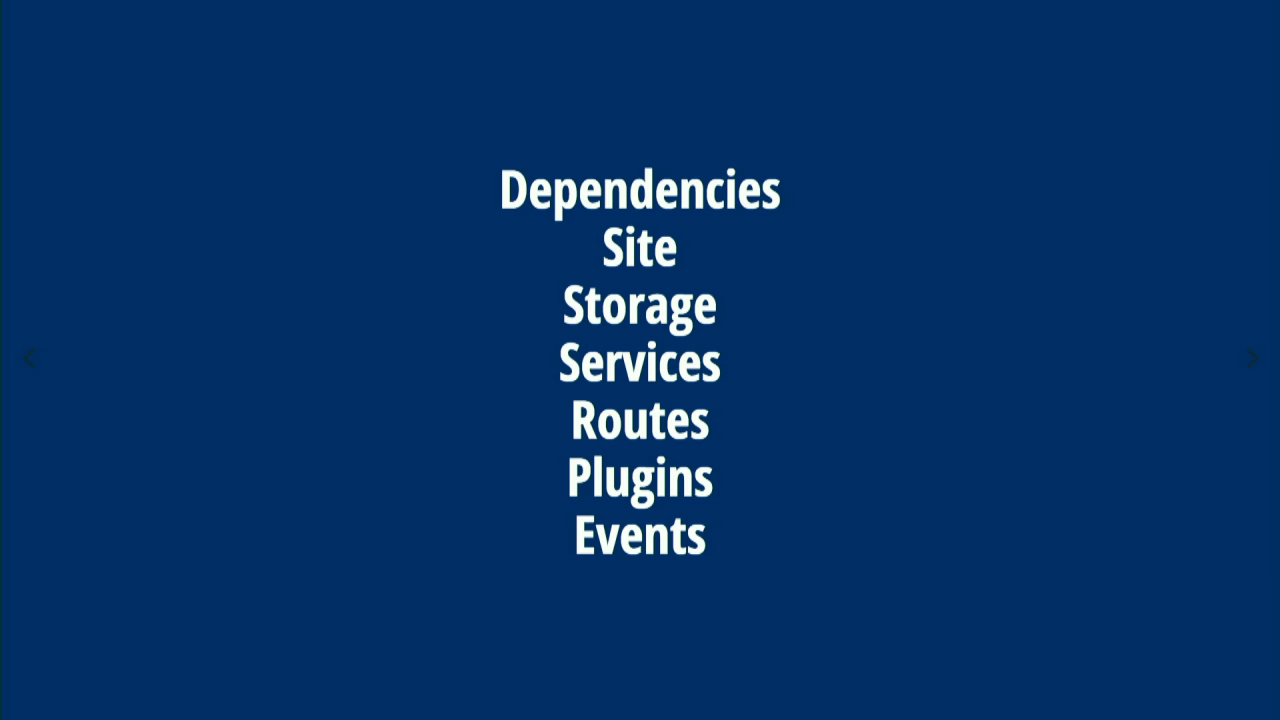 Dependencies
Site
Storage
Services
Routes
Plugins
Events